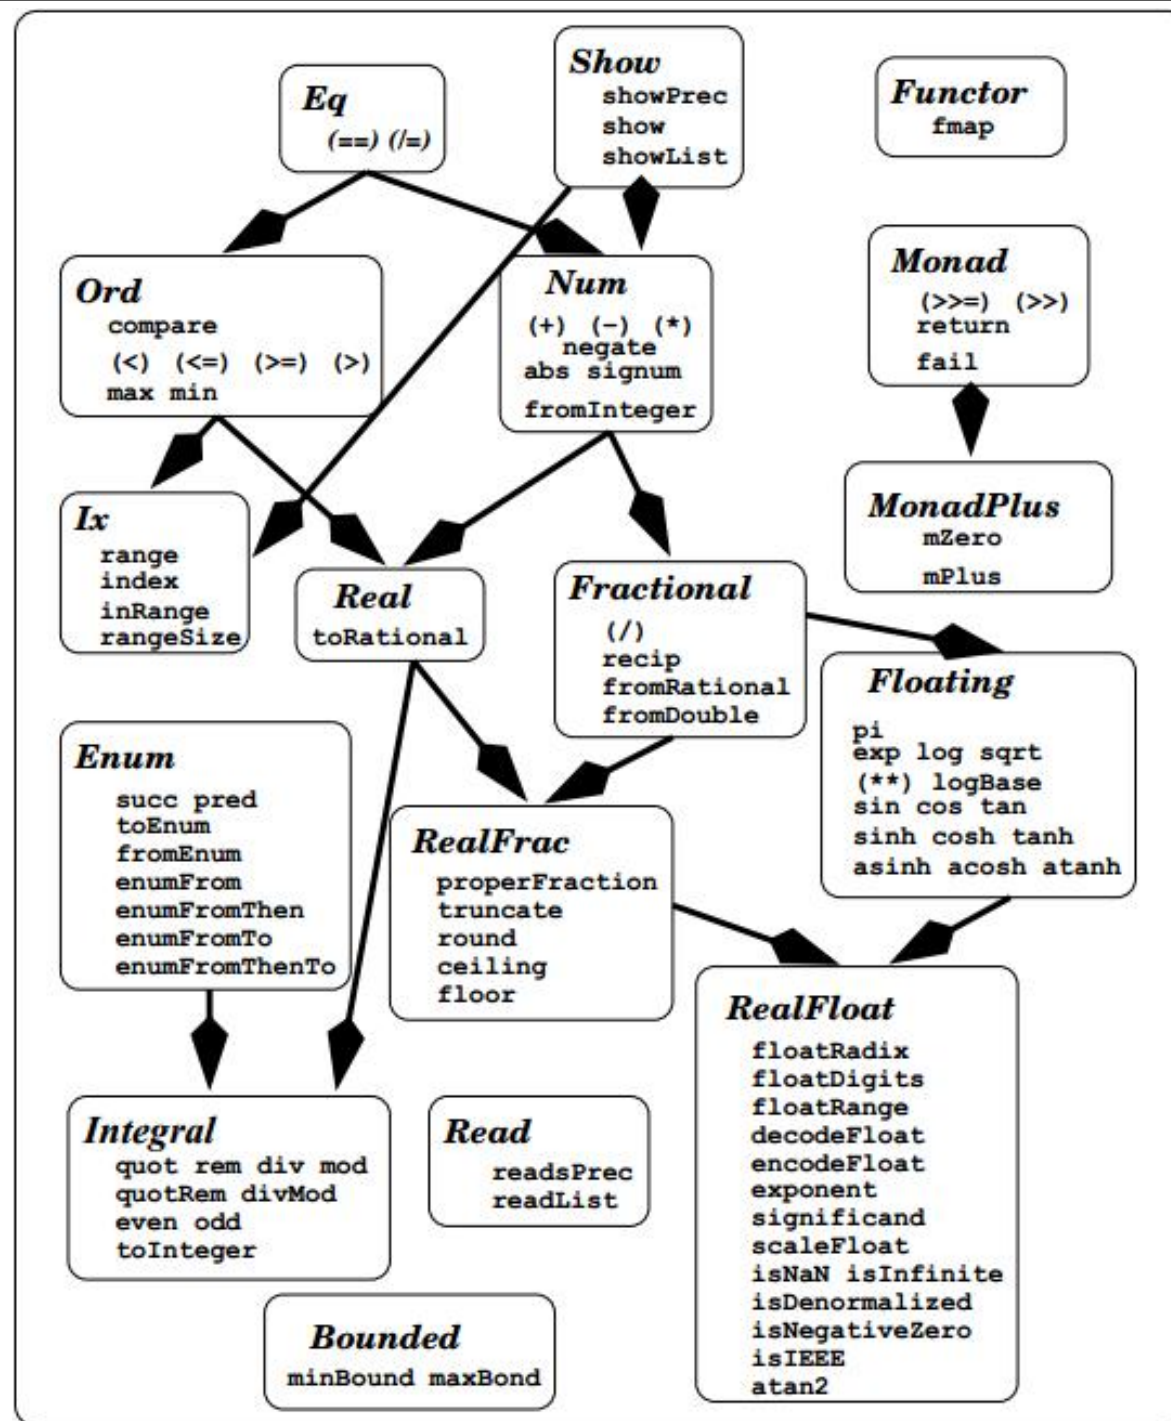 Eq
(==) (/=)
Show
showPrec
show
showList
Functor
fmap
Ord
compare
(<) (<=) (>=) (>)
max min
Num
(+) (−) (*)
negate
abs signum
fromInteger
Monad
(>>=) (>>)
return
fail
Ix
range
index
inRange
rangeSize
Real
toRational
Fractional
(/)
recip
fromRational
fromDouble
MonadPlus
mZero
mPlus
Floating
pi
exp log sqrt
(**) logBase
sin cos tan
sinh cosh tanh
asinh acosh atanh
Enum
succ pred
toEnum
fromEnum
enumFrom
enumFromThen
enumFromTo
enumFromThenTo
RealFrac
properFraction
truncate
round
ceiling
floor
RealFloat
floatRadix
floatDigits
floatRange
decodeFloat
encodeFloat
exponent
significand
scaleFloat
isNaN isInfinite
isDenormalized
isNegativeZero
isIEEE
atan2
Integral
quot rem div mod
quotRem divMod
even odd
toInteger
Read
readsPrec
readList
Bounded
minBound maxBond